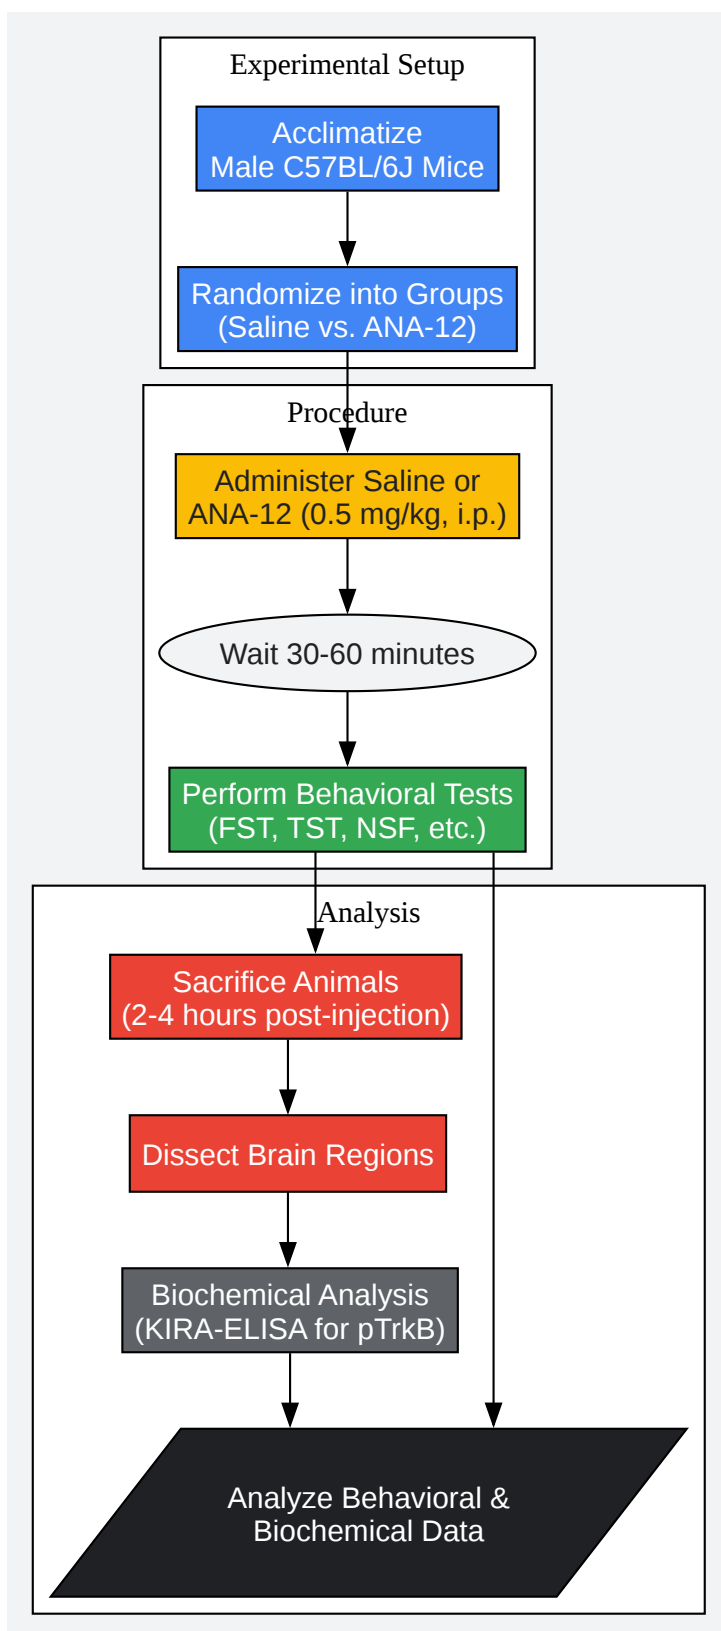 Experimental Setup
Acclimatize
Male C57BL/6J Mice
Randomize into Groups
(Saline vs. ANA-12)
Procedure
Administer Saline or
ANA-12 (0.5 mg/kg, i.p.)
Wait 30-60 minutes
Perform Behavioral Tests
(FST, TST, NSF, etc.)
Analysis
Sacrifice Animals
(2-4 hours post-injection)
Dissect Brain Regions
Biochemical Analysis
(KIRA-ELISA for pTrkB)
Analyze Behavioral &
Biochemical Data